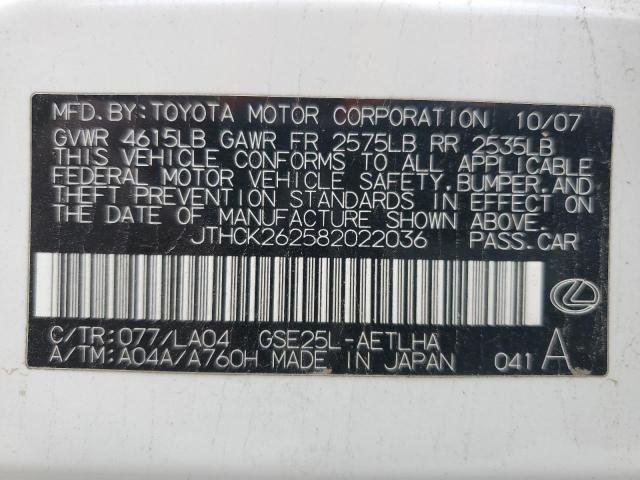 MFD.BY:TOYOTA MOTOR CORPORATION 10/07
GVWR 4615LB GAWR FR 2575LB RR 2535LB
THIS VEHICLE CONFORMS TO ALL APPLICABLE
FEDERAL MOTOR VEHICLE SAFETY.BUMPER.AND
THEFT PREVENTION STANDARDS IN EFFECT ON
THE DATE OF MANUFACTURE SHOWN ABOVE.
JTHCK262582022036 PASS.CAR
C/TR:077/LA04 GSE25L-AETLHA
A/TM:A04A/A760H MADE IN JAPAN 041 A